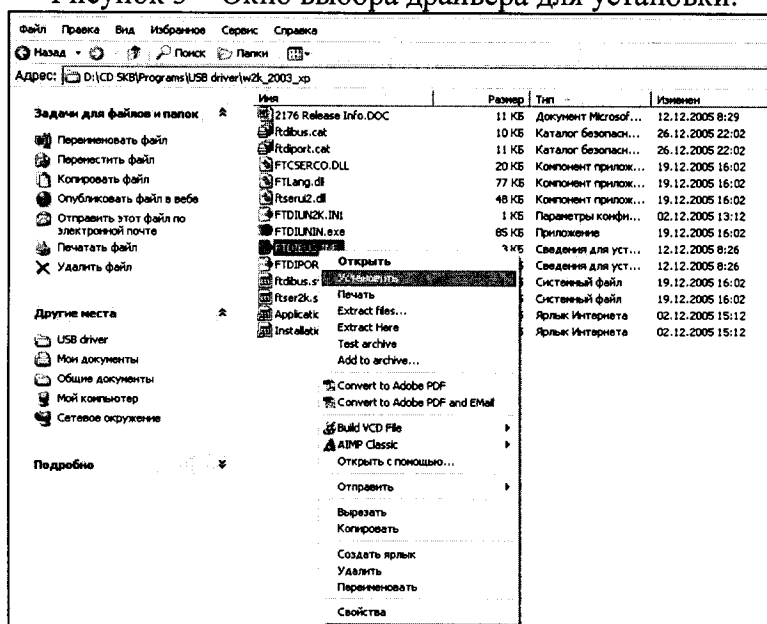 Рисунок 3 – Окно выбора драйвера для установки.
Файл Правка Вид Избранное Сервис Справка
Назад Поиск Папки
Адрес: D:\CD SKB\Programs\USB driver\w2k_2003_xp
Задачи для файлов и папок
Переименовать файл
Переместить файл
Копировать файл
Опубликовать файл в вебе
Отправить этот файл по
электронной почте
Печатать файл
Удалить файл
Другие места
USB driver
Мои документы
Общие документы
Мой компьютер
Сетевое окружение
Подробно
Имя Размер Тип Изменен
2176 Release Info.DOC 11 КБ Документ Microsof... 12.12.2005 8:29
ftdibus.cat 10 КБ Каталог безопасн... 26.12.2005 22:02
ftdiport.cat 11 КБ Каталог безопасн... 26.12.2005 22:02
FTCSERCO.DLL 20 КБ Компонент прилож... 19.12.2005 16:02
FTLang.dll 77 КБ Компонент прилож... 19.12.2005 16:02
ftserui2.dll 48 КБ Компонент прилож... 19.12.2005 16:02
FTDIUN2K.INI 1 КБ Параметры конфи... 02.12.2005 13:12
FTDIUNIN.exe 85 КБ Приложение 19.12.2005 16:02
3 КБ Сведения для уст... 12.12.2005 8:26
FTDIPOR Сведения для уст... 12.12.2005 8:26
ftdibus.s Системный файл 19.12.2005 16:02
ftser2k.s Системный файл 19.12.2005 16:02
Applicatic Ярлык Интернета 02.12.2005 15:12
Installatic Ярлык Интернета 02.12.2005 15:12
Открыть
Установить
Печать
Extract files...
Extract Here
Test archive
Add to archive...
Convert to Adobe PDF
Convert to Adobe PDF and EMail
Build VCD File
AIMP Classic
Открыть с помощью...
Отправить
Вырезать
Копировать
Создать ярлык
Удалить
Переименовать
Свойства